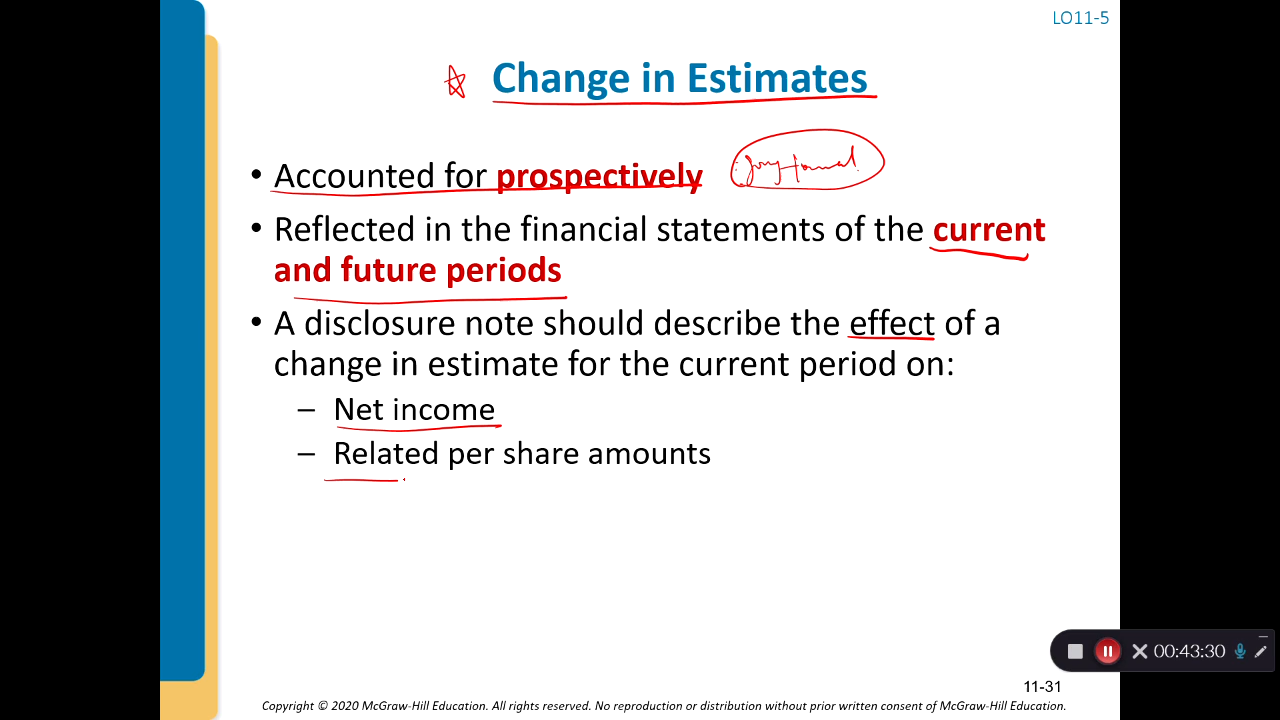 LO11-5
Change in Estimates
• Accounted for prospectively
• Reflected in the financial statements of the current
and future periods
• A disclosure note should describe the effect of a
change in estimate for the current period on:
– Net income
– Related per share amounts
00:43:30
11-31
Copyright © 2020 McGraw-Hill Education. All rights reserved. No reproduction or distribution without prior written consent of McGraw-Hill Education.